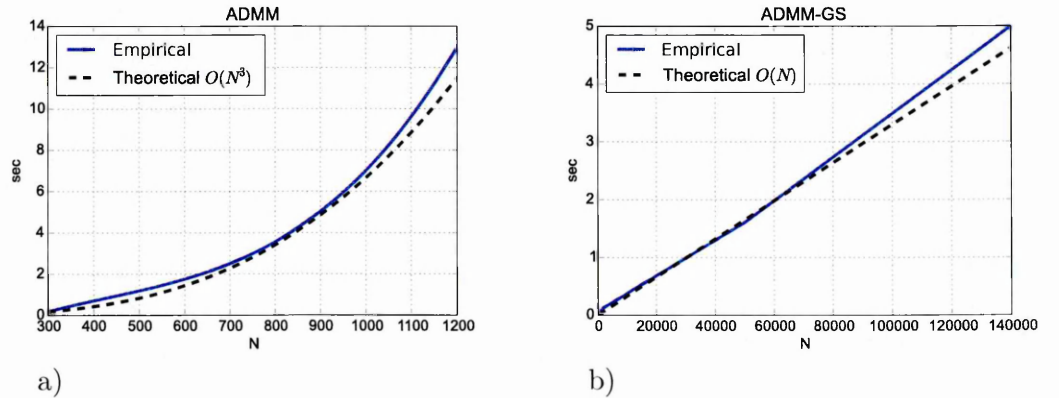 ADMM
14
12
10
8
6
4
2
0
sec
Empirical
Theoretical O(N³)
300 400 500 600 700 800 900 1000 1100 1200
N
a)
ADMM-GS
5
4
3
2
1
0
sec
Empirical
Theoretical O(N)
0 20000 40000 60000 80000 100000 120000 140000
N
b)